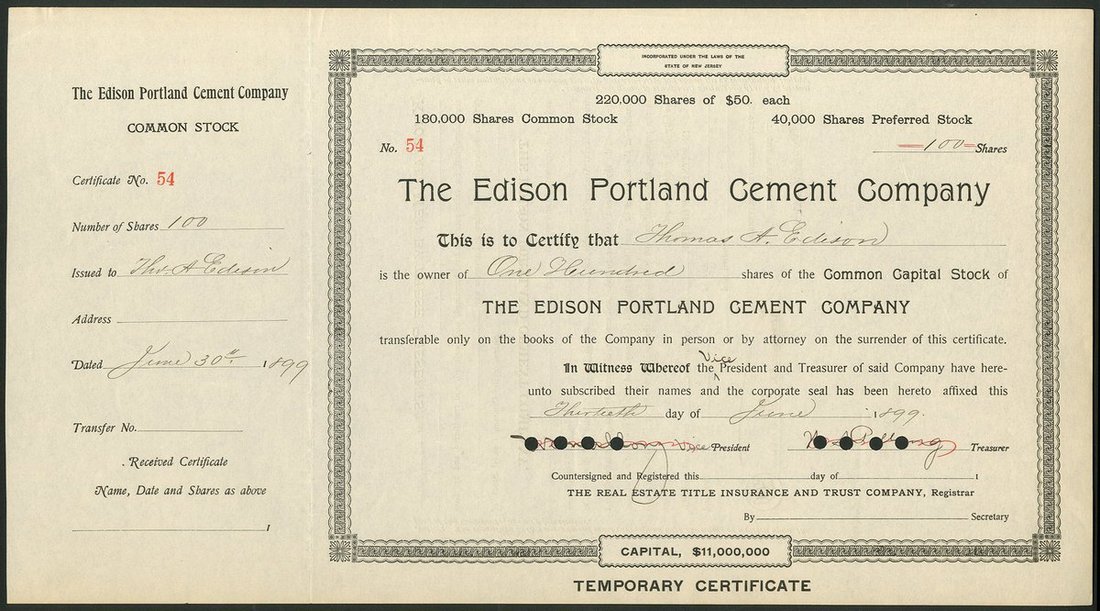 The Edison Portland Cement Company
COMMON STOCK
Certificate No. 54
Number of Shares 100
Issued to Tho. A Edison
Address
Dated June 30th 1899
Transfer No.
Received Certificate
Name, Date and Shares as above
1
INCORPORATED UNDER THE LAWS OF THE
STATE OF NEW JERSEY
220.000 Shares of $50. each
180.000 Shares Common Stock 40,000 Shares Preferred Stock
No. 54 100 Shares
The Edison Portland Cement Company
This is to Certify that Thomas A. Edison
is the owner of One Hundred shares of the Common Capital Stock of
THE EDISON PORTLAND CEMENT COMPANY
transferable only on the books of the Company in person or by attorney on the surrender of this certificate.
In Witness Whereof the Vice President and Treasurer of said Company have here-
unto subscribed their names and the corporate seal has been hereto affixed this
Thirtieth day of June 1899.
Vice President Treasurer
Countersigned and Registered this day of 1
THE REAL ESTATE TITLE INSURANCE AND TRUST COMPANY, Registrar
By Secretary
CAPITAL, $11,000,000
TEMPORARY CERTIFICATE